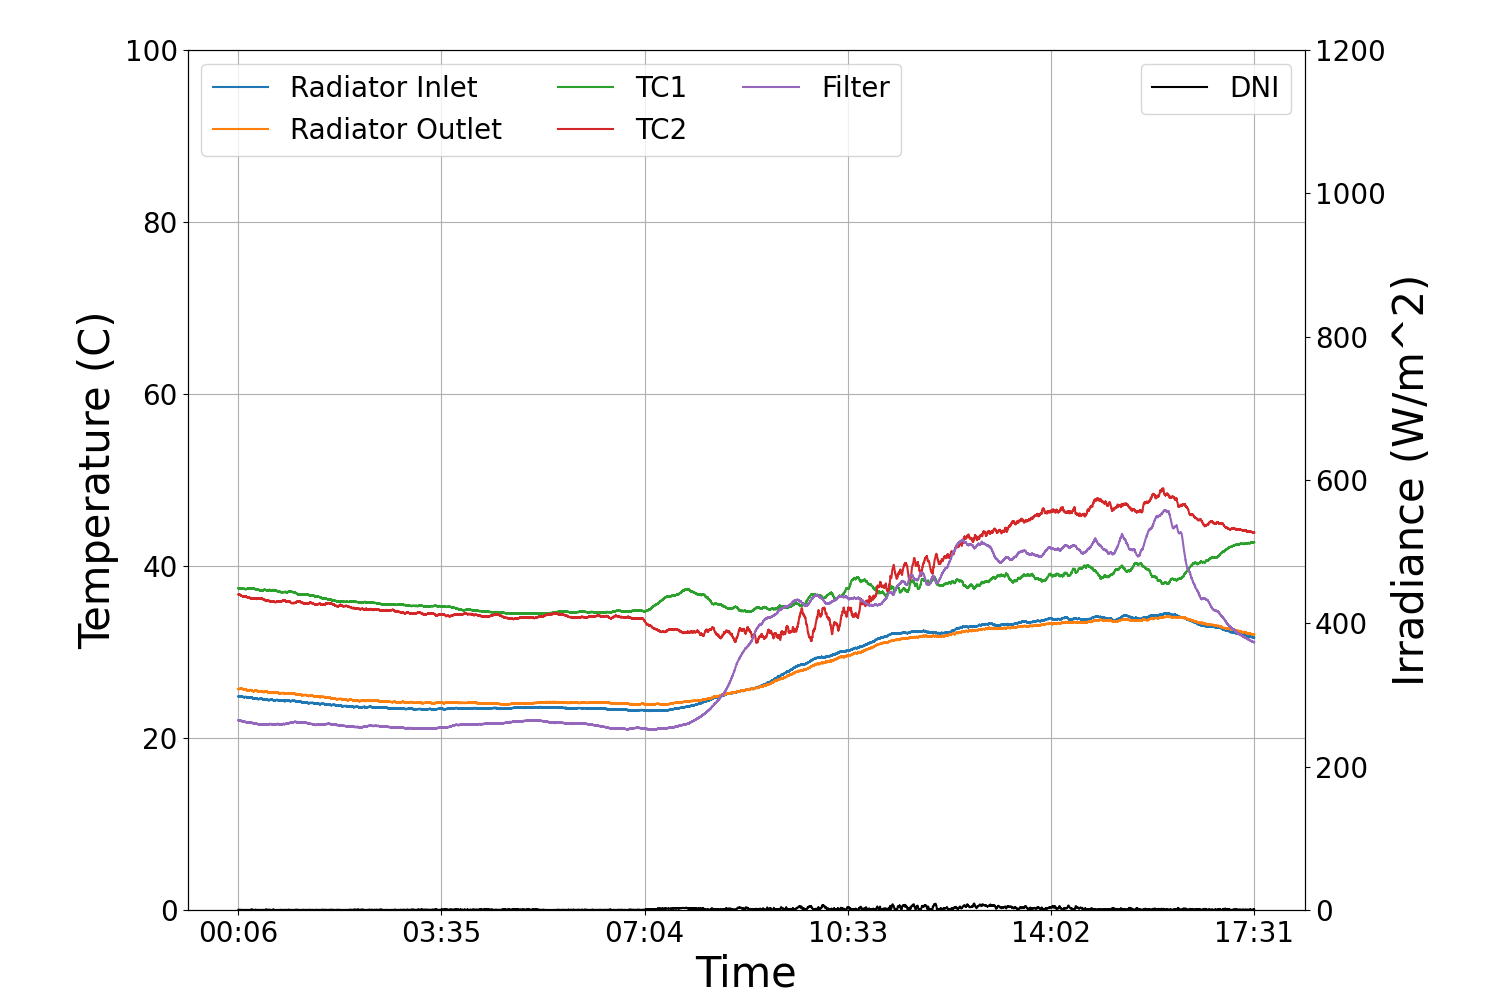 100
80
60
40
20
0
Temperature (C)
Radiator Inlet
Radiator Outlet
TC1
TC2
Filter
DNI
1200
1000
800
600
400
200
0
Irradiance (W/m^2)
00:06 03:35 07:04 10:33 14:02 17:31
Time